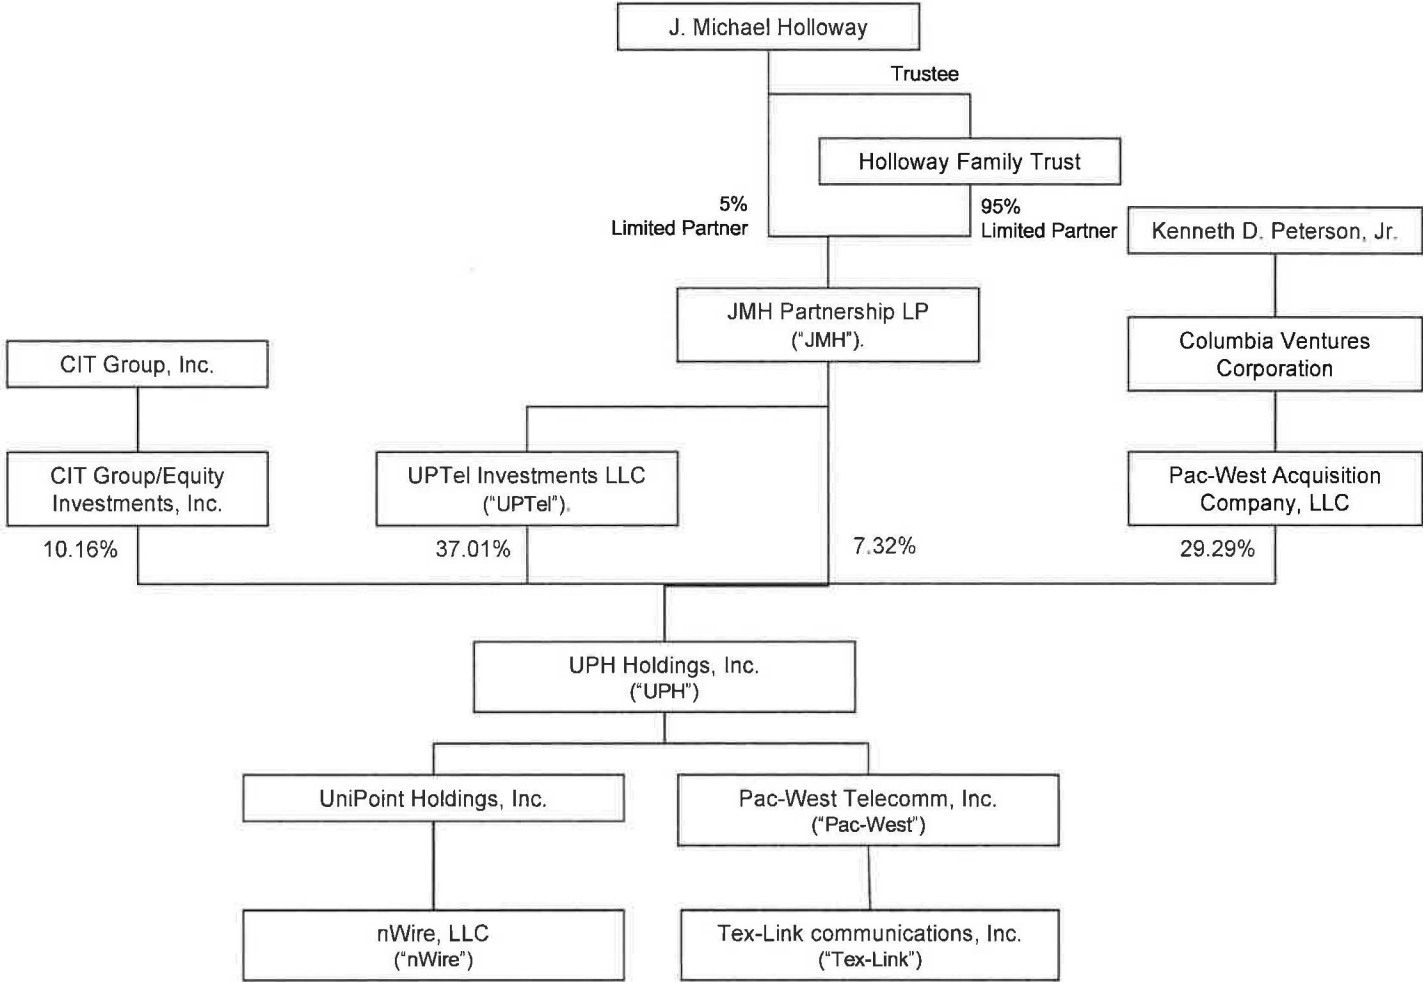 J. Michael Holloway
Trustee
Holloway Family Trust
5%
Limited Partner
95%
Limited Partner
Kenneth D. Peterson, Jr.
JMH Partnership LP
("JMH").
Columbia Ventures
Corporation
CIT Group, Inc.
CIT Group/Equity
Investments, Inc.
UPTel Investments LLC
("UPTel").
Pac-West Acquisition
Company, LLC
10.16%
37.01%
7.32%
29.29%
UPH Holdings, Inc.
("UPH")
UniPoint Holdings, Inc.
Pac-West Telecomm, Inc.
("Pac-West")
nWire, LLC
("nWire")
Tex-Link communications, Inc.
("Tex-Link")